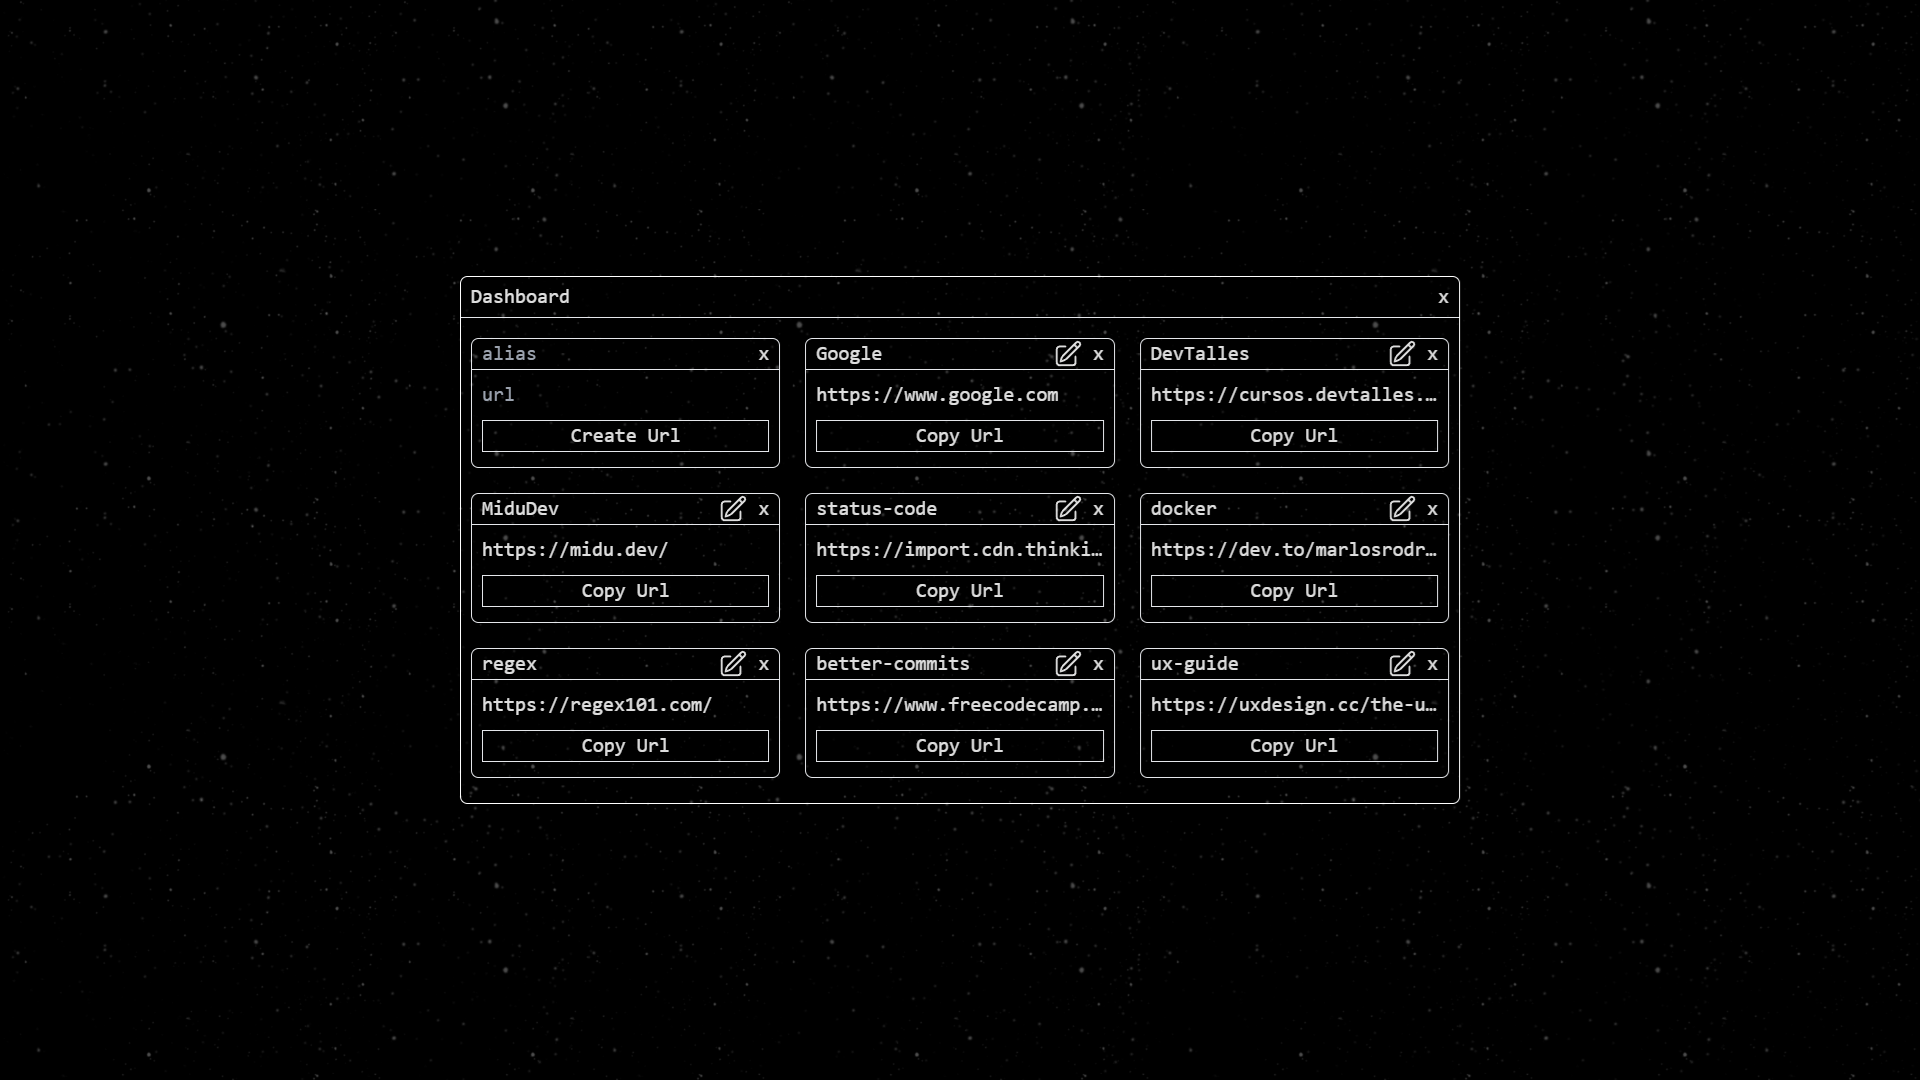 Dashboard x
alias x
url
Create Url
Google x
https://www.google.com
Copy Url
DevTalles x
https://cursos.devtalles.…
Copy Url
MiduDev x
https://midu.dev/
Copy Url
status-code x
https://import.cdn.thinki…
Copy Url
docker x
https://dev.to/marlosrodr…
Copy Url
regex x
https://regex101.com/
Copy Url
better-commits x
https://www.freecodecamp.…
Copy Url
ux-guide x
https://uxdesign.cc/the-u…
Copy Url